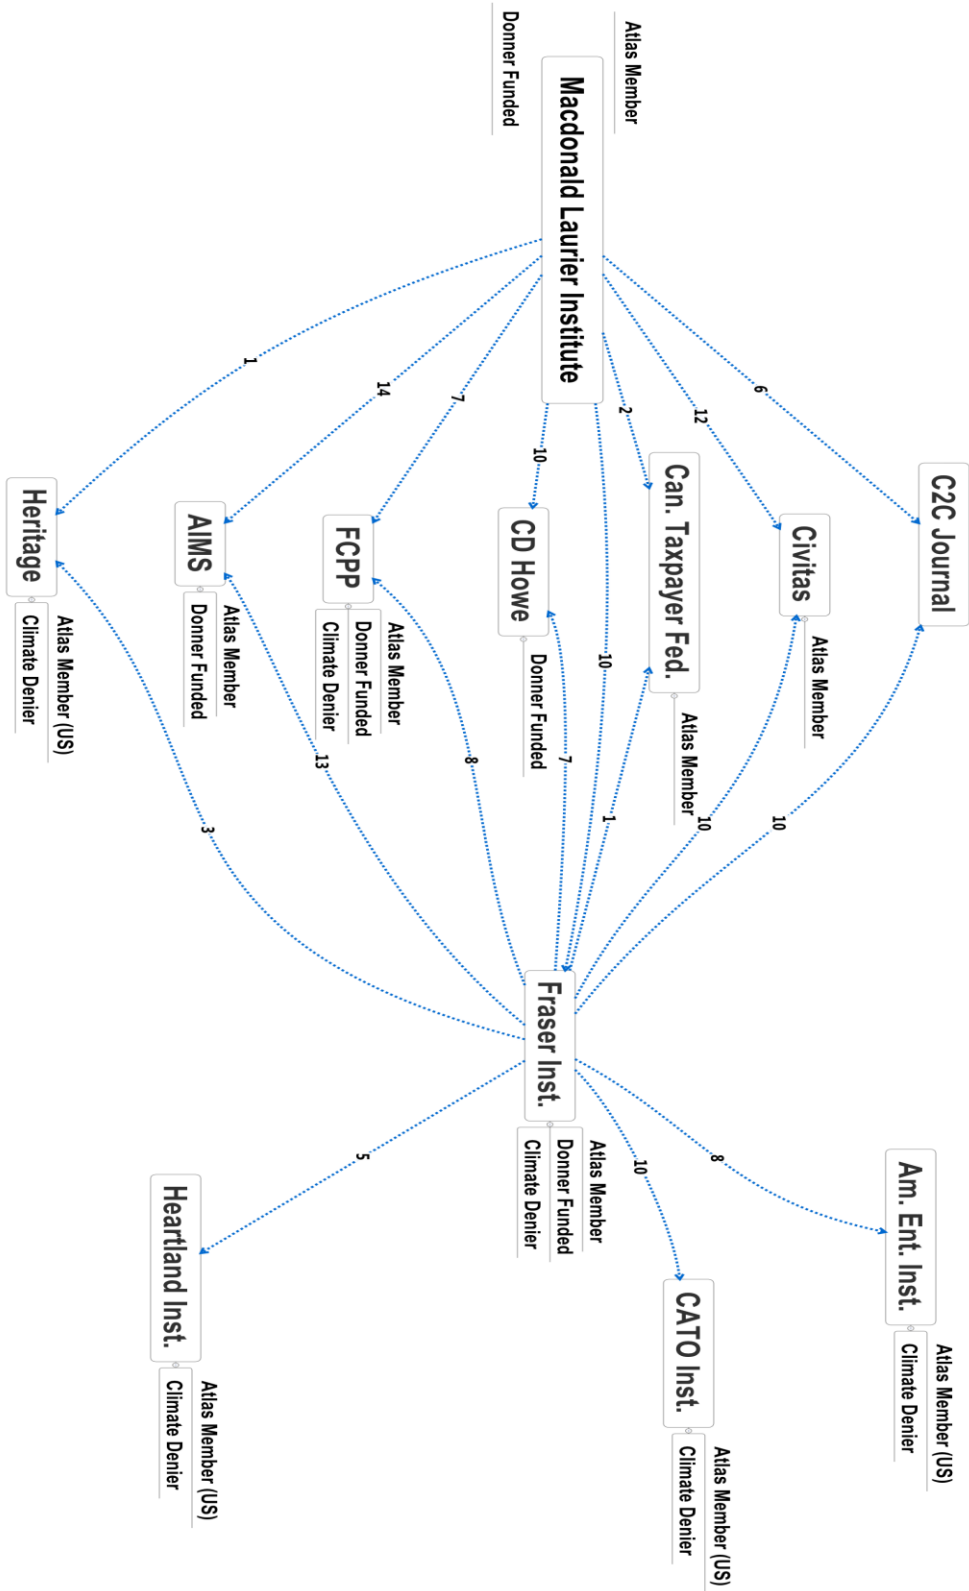 Atlas Member
Macdonald Laurier Institute
Donner Funded
6
12
2
10
10
7
14
1
C2C Journal
Civitas
Atlas Member
Can. Taxpayer Fed.
Atlas Member
CD Howe
Donner Funded
FCPP
Atlas Member
Donner Funded
Climate Denier
AIMS
Atlas Member
Donner Funded
Heritage
Atlas Member (US)
Climate Denier
10
10
1
7
8
13
3
Fraser Inst.
Atlas Member
Donner Funded
Climate Denier
8
10
5
Am. Ent. Inst.
Atlas Member (US)
Climate Denier
CATO Inst.
Atlas Member (US)
Climate Denier
Heartland Inst.
Atlas Member (US)
Climate Denier